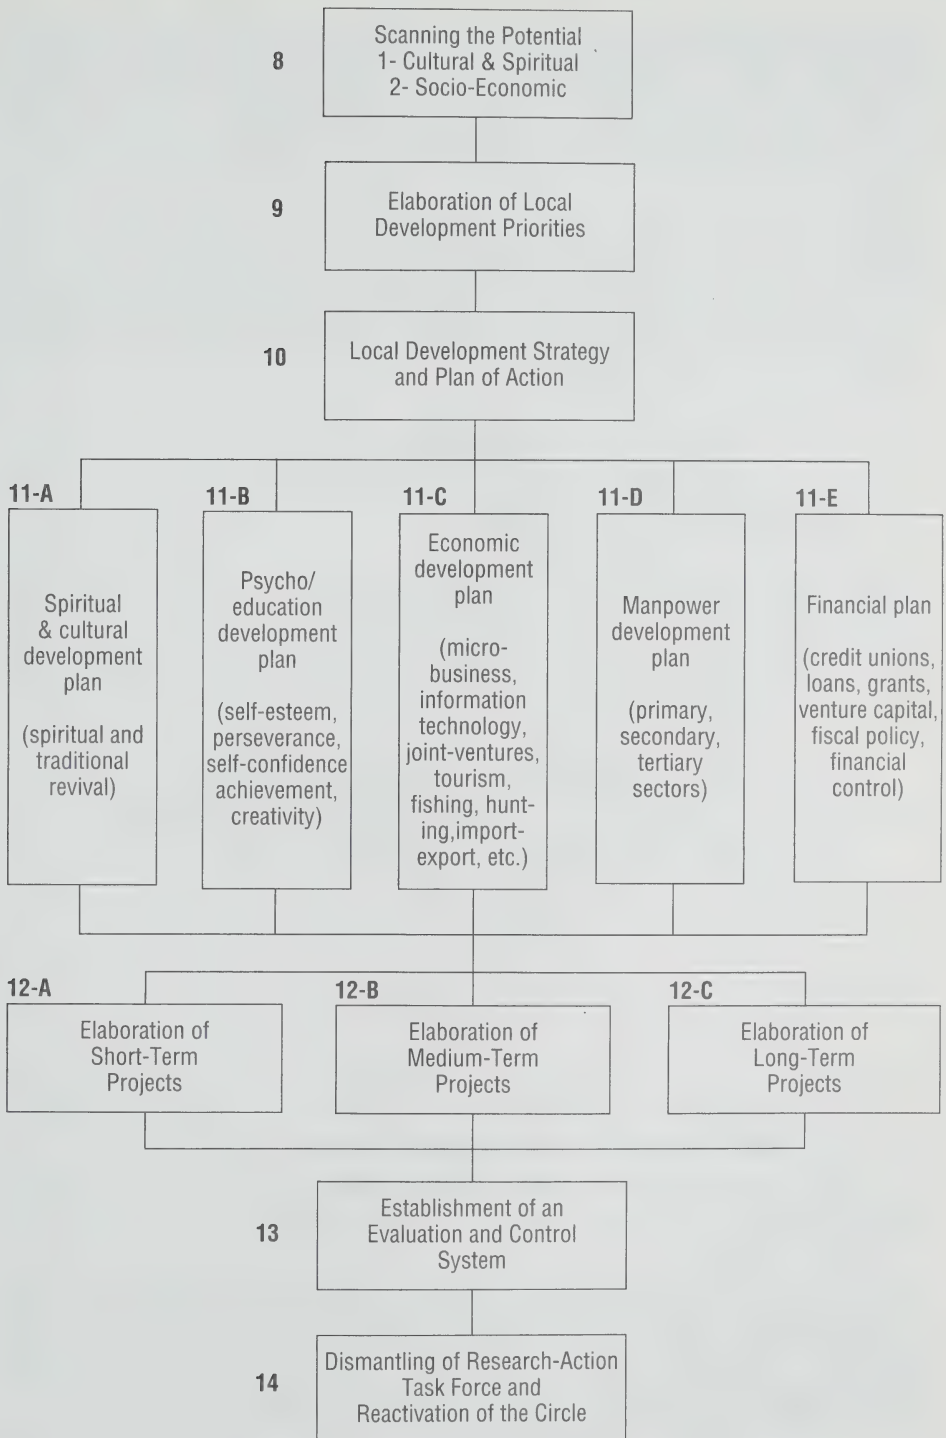 8
Scanning the Potential
1- Cultural & Spiritual
2- Socio-Economic
9
Elaboration of Local
Development Priorities
10
Local Development Strategy
and Plan of Action
11-A
Spiritual
& cultural
development
plan
(spiritual and
traditional
revival)
11-B
Psycho/
education
development
plan
(self-esteem,
perseverance,
self-confidence
achievement,
creativity)
11-C
Economic
development
plan
(micro-
business,
information
technology,
joint-ventures,
tourism,
fishing, hunt-
ing,import-
export, etc.)
11-D
Manpower
development
plan
(primary,
secondary,
tertiary
sectors)
11-E
Financial plan
(credit unions,
loans, grants,
venture capital,
fiscal policy,
financial
control)
12-A
Elaboration of
Short-Term
Projects
12-B
Elaboration of
Medium-Term
Projects
12-C
Elaboration of
Long-Term
Projects
13
Establishment of an
Evaluation and Control
System
14
Dismantling of Research-Action
Task Force and
Reactivation of the Circle